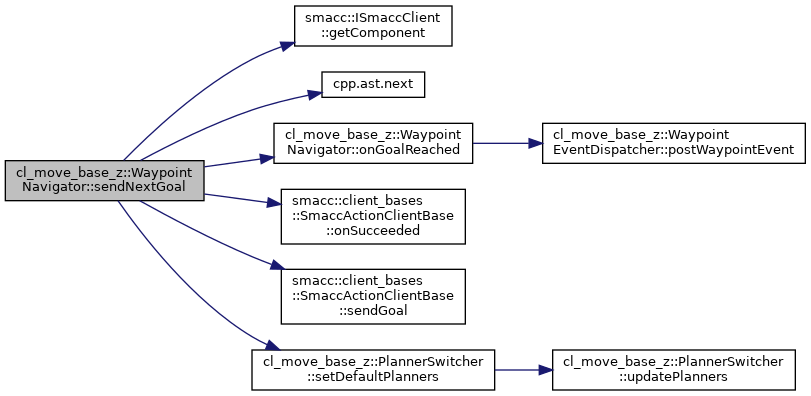 smacc::ISmaccClient
::getComponent
cpp.ast.next
cl_move_base_z::Waypoint
Navigator::onGoalReached
cl_move_base_z::Waypoint
EventDispatcher::postWaypointEvent
cl_move_base_z::Waypoint
Navigator::sendNextGoal
smacc::client_bases
::SmaccActionClientBase
::onSucceeded
smacc::client_bases
::SmaccActionClientBase
::sendGoal
cl_move_base_z::PlannerSwitcher
::setDefaultPlanners
cl_move_base_z::PlannerSwitcher
::updatePlanners